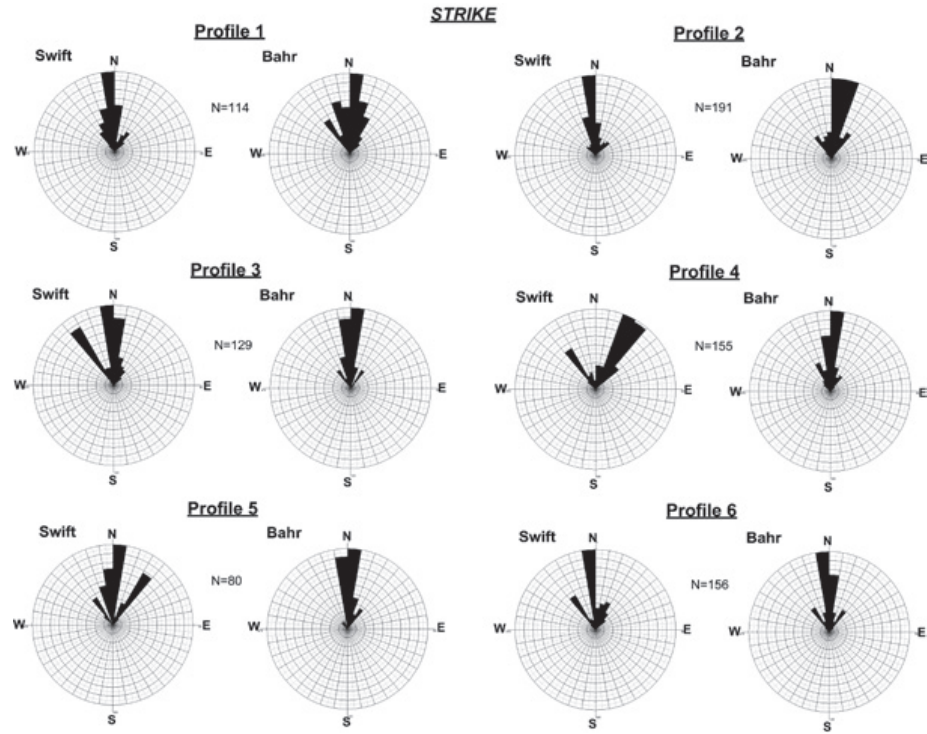 STRIKE
Profile 1
Profile 2
Swift
Bahr
Swift
Bahr
N
N
N
N
N=114
N=191
W
E
W
E
S
S
S
S
Profile 3
Profile 4
Swift
Bahr
Swift
Bahr
N
N
N
N
N=129
N=155
W
E
W
E
S
S
S
S
Profile 5
Profile 6
Swift
Bahr
Swift
Bahr
N
N
N
N
N=80
N=156
W
E W
E
W
E W
E
S
S
S
S